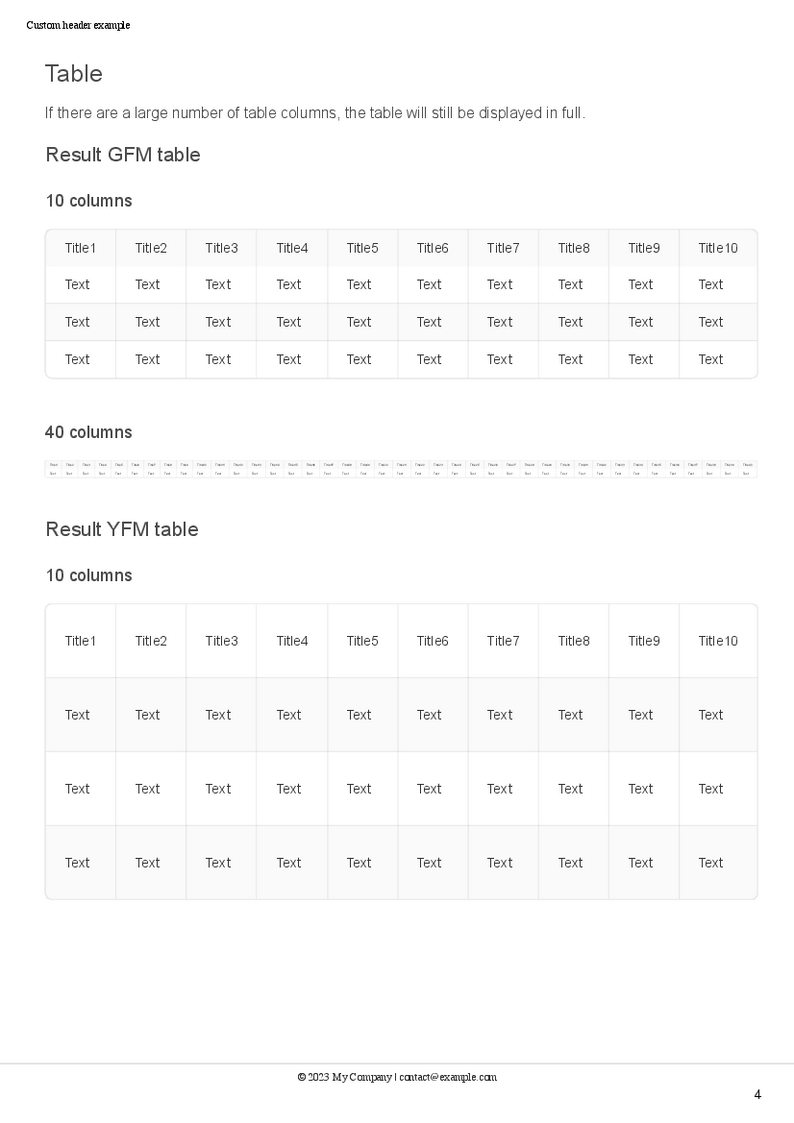 Custom header example
Table
If there are a large number of table columns, the table will still be displayed in full.
Result GFM table
10 columns
Title1 Title2 Title3 Title4 Title5 Title6 Title7 Title8 Title9 Title10
Text Text Text Text Text Text Text Text Text Text
Text Text Text Text Text Text Text Text Text Text
Text Text Text Text Text Text Text Text Text Text
40 columns
Result YFM table
10 columns
Title1 Title2 Title3 Title4 Title5 Title6 Title7 Title8 Title9 Title10
Text Text Text Text Text Text Text Text Text Text
Text Text Text Text Text Text Text Text Text Text
Text Text Text Text Text Text Text Text Text Text
© 2023 My Company | contact@example.com
4